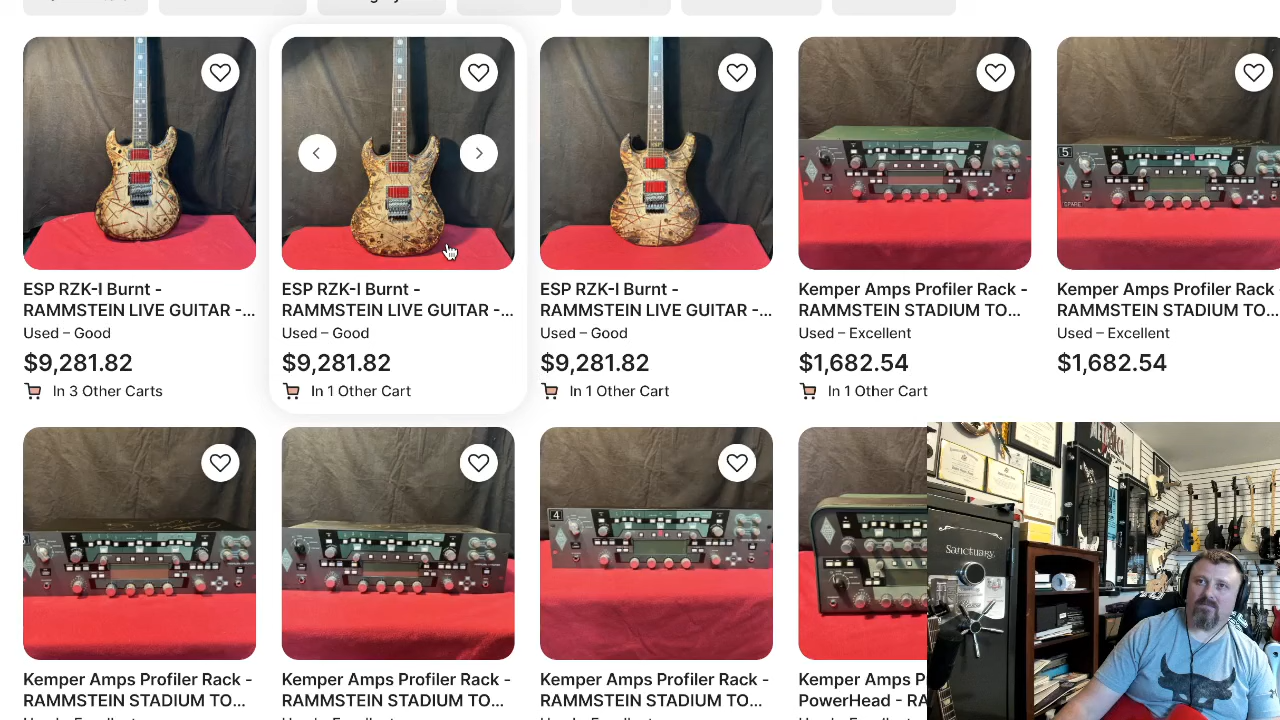 ESP RZK-I Burnt -
RAMMSTEIN LIVE GUITAR -...
Used – Good
$9,281.82
In 3 Other Carts
ESP RZK-I Burnt -
RAMMSTEIN LIVE GUITAR -...
Used – Good
$9,281.82
In 1 Other Cart
ESP RZK-I Burnt -
RAMMSTEIN LIVE GUITAR -...
Used – Good
$9,281.82
In 1 Other Cart
Kemper Amps Profiler Rack -
RAMMSTEIN STADIUM TO...
Used – Excellent
$1,682.54
In 1 Other Cart
5
SPARE
Kemper Amps Profiler Rack
RAMMSTEIN STADIUM TO...
Used – Excellent
$1,682.54
Kemper Amps Profiler Rack -
RAMMSTEIN STADIUM TO...
Kemper Amps Profiler Rack -
RAMMSTEIN STADIUM TO...
4
Kemper Amps Profiler Rack -
RAMMSTEIN STADIUM TO...
Kemper Amps P
PowerHead - RA
Sanctuary